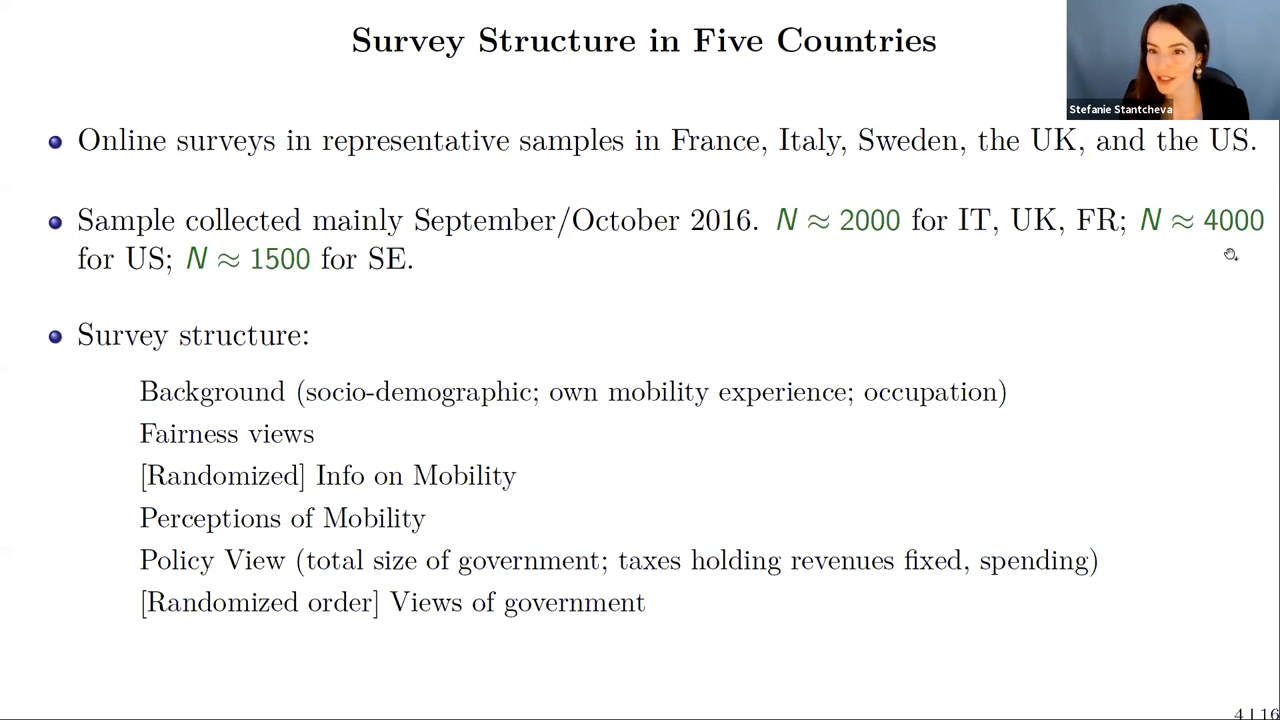 Survey Structure in Five Countries
Stefanie Stantcheva
Online surveys in representative samples in France, Italy, Sweden, the UK, and the US.
Sample collected mainly September/October 2016. N ≈ 2000 for IT, UK, FR; N ≈ 4000
for US; N ≈ 1500 for SE.
Survey structure:
Background (socio-demographic; own mobility experience; occupation)
Fairness views
[Randomized] Info on Mobility
Perceptions of Mobility
Policy View (total size of government; taxes holding revenues fixed, spending)
[Randomized order] Views of government
4 | 16